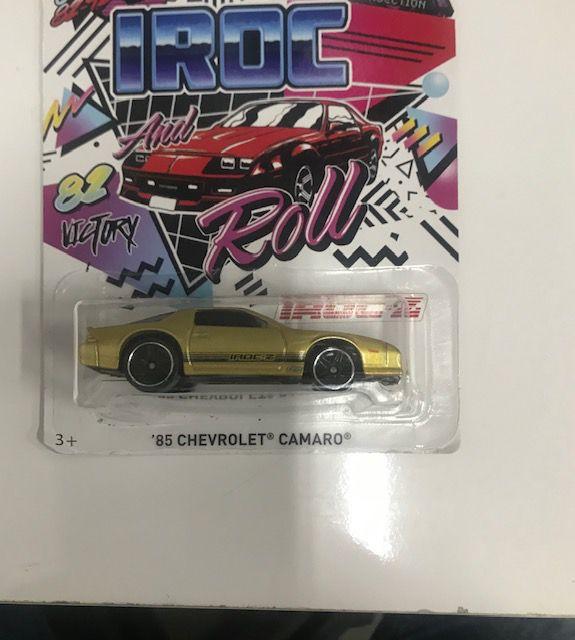 IROC
And
82
VICTORY
Roll
IROC-Z
IROC-Z
3+
'85 CHEVROLET® CAMARO®